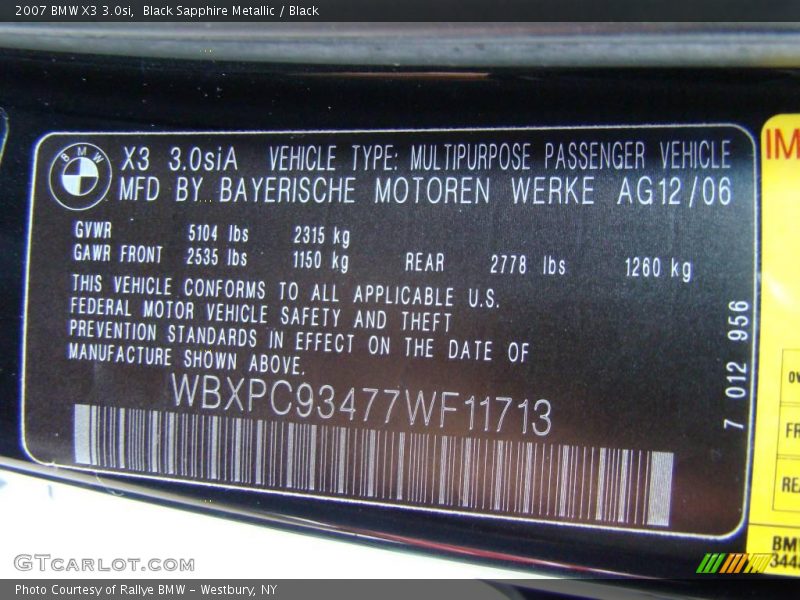 2007 BMW X3 3.0si, Black Sapphire Metallic / Black
BMW
X3 3.0siA VEHICLE TYPE: MULTIPURPOSE PASSENGER VEHICLE
MFD BY BAYERISCHE MOTOREN WERKE AG12/06
GVWR 5104 lbs 2315 kg
GAWR FRONT 2535 lbs 1150 kg REAR 2778 lbs 1260 kg
THIS VEHICLE CONFORMS TO ALL APPLICABLE U.S.
FEDERAL MOTOR VEHICLE SAFETY AND THEFT
PREVENTION STANDARDS IN EFFECT ON THE DATE OF
MANUFACTURE SHOWN ABOVE.
WBXPC93477WF11713
7 012 956
GTCARLOT.COM
Photo Courtesy of Rallye BMW - Westbury, NY